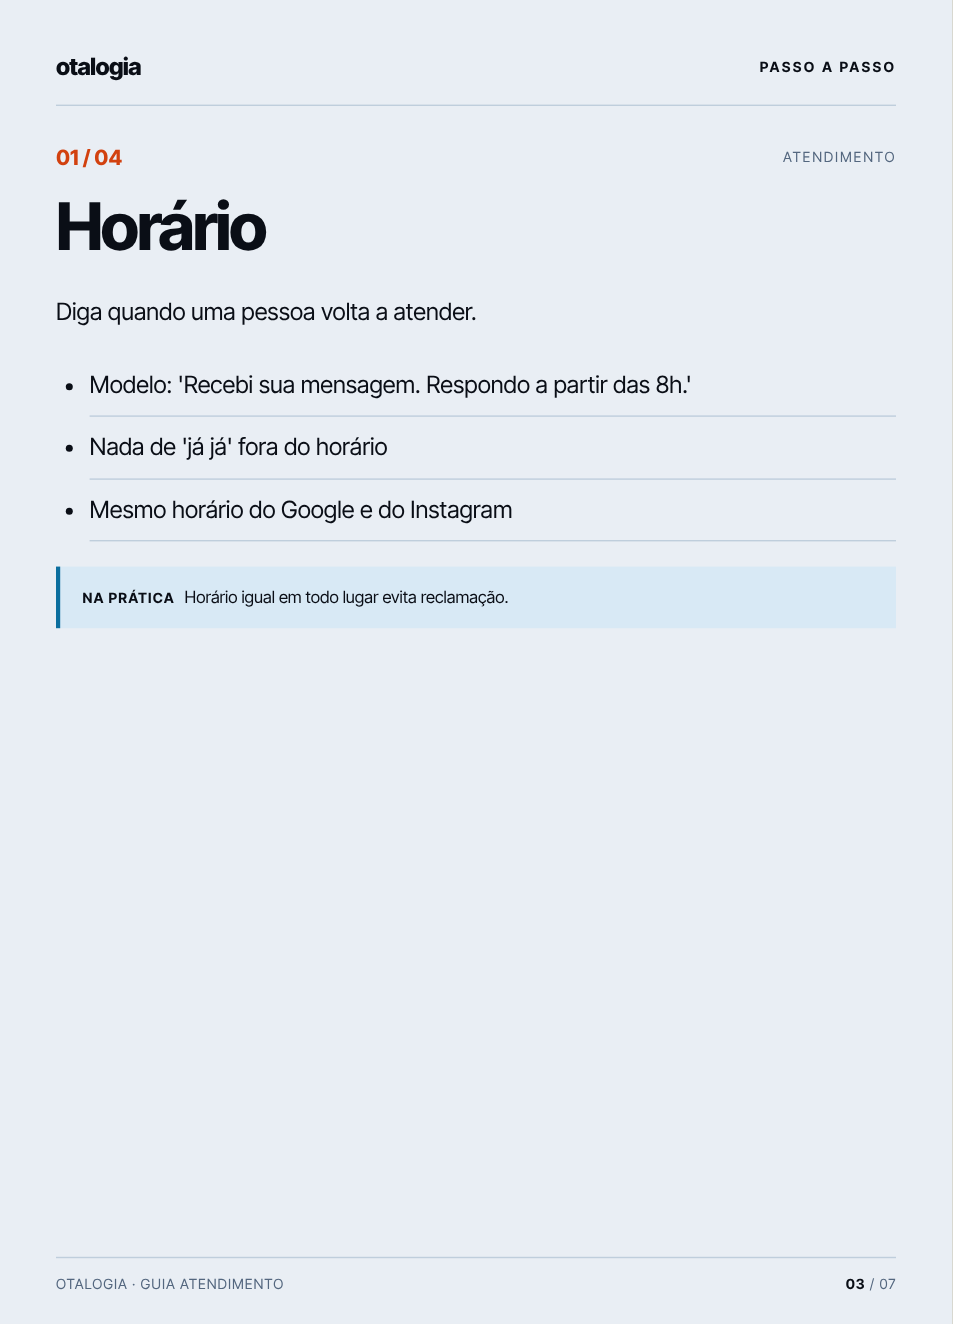 otalogia
PASSO A PASSO
01 / 04
ATENDIMENTO
Horário
Diga quando uma pessoa volta a atender.
• Modelo: 'Recebi sua mensagem. Respondo a partir das 8h.'
• Nada de 'já já' fora do horário
• Mesmo horário do Google e do Instagram
NA PRÁTICA Horário igual em todo lugar evita reclamação.
OTALOGIA · GUIA ATENDIMENTO
03 / 07